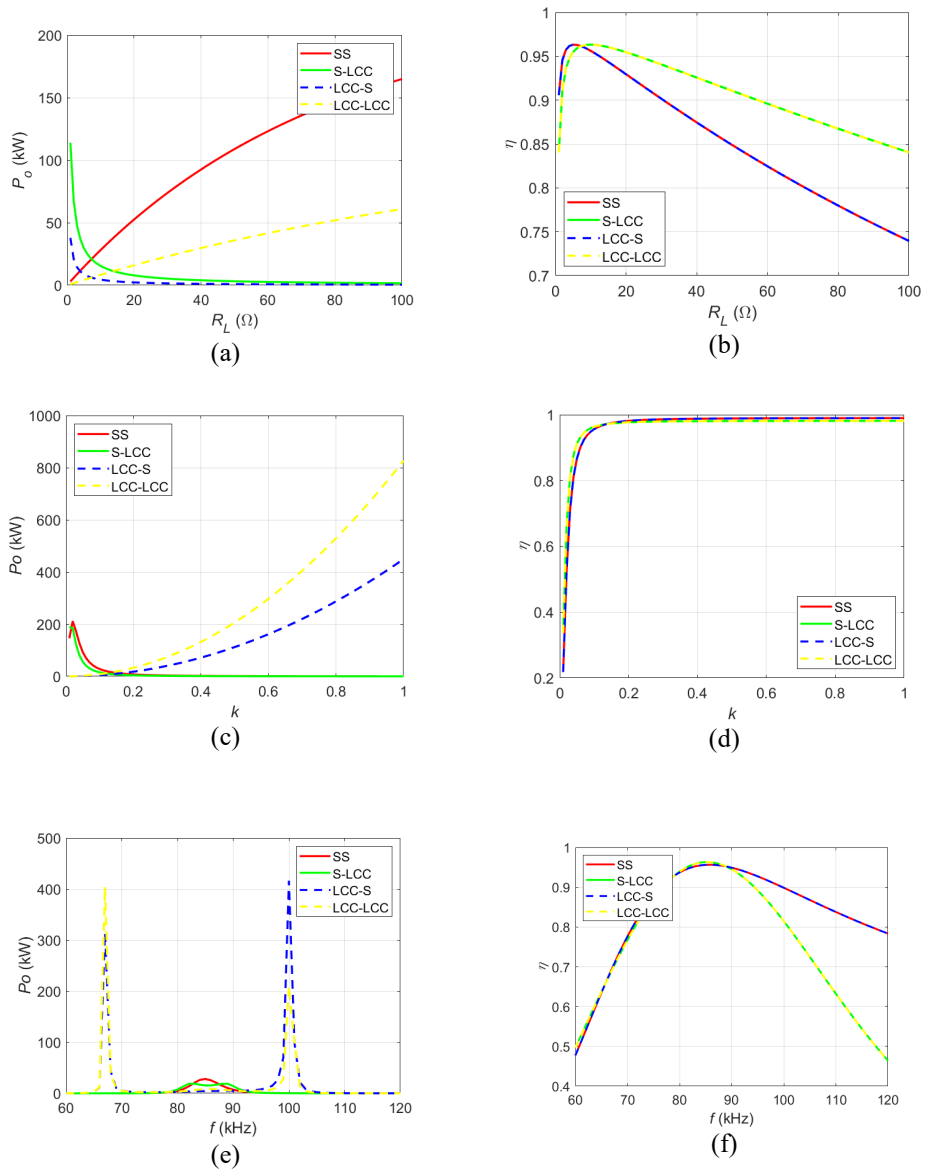 200
150
100
50
0
P_o (kW)
SS
S-LCC
LCC-S
LCC-LCC
0 20 40 60 80 100
R_L (Ω)
(a)
1
0.95
0.9
0.85
0.8
0.75
0.7
η
SS
S-LCC
LCC-S
LCC-LCC
0 20 40 60 80 100
R_L (Ω)
(b)
1000
800
600
400
200
0
Po (kW)
SS
S-LCC
LCC-S
LCC-LCC
0 0.2 0.4 0.6 0.8 1
k
(c)
1
0.8
0.6
0.4
0.2
η
SS
S-LCC
LCC-S
LCC-LCC
0 0.2 0.4 0.6 0.8 1
k
(d)
500
400
300
200
100
0
Po (kW)
SS
S-LCC
LCC-S
LCC-LCC
60 70 80 90 100 110 120
f (kHz)
(e)
1
0.9
0.8
0.7
0.6
0.5
0.4
η
SS
S-LCC
LCC-S
LCC-LCC
60 70 80 90 100 110 120
f (kHz)
(f)